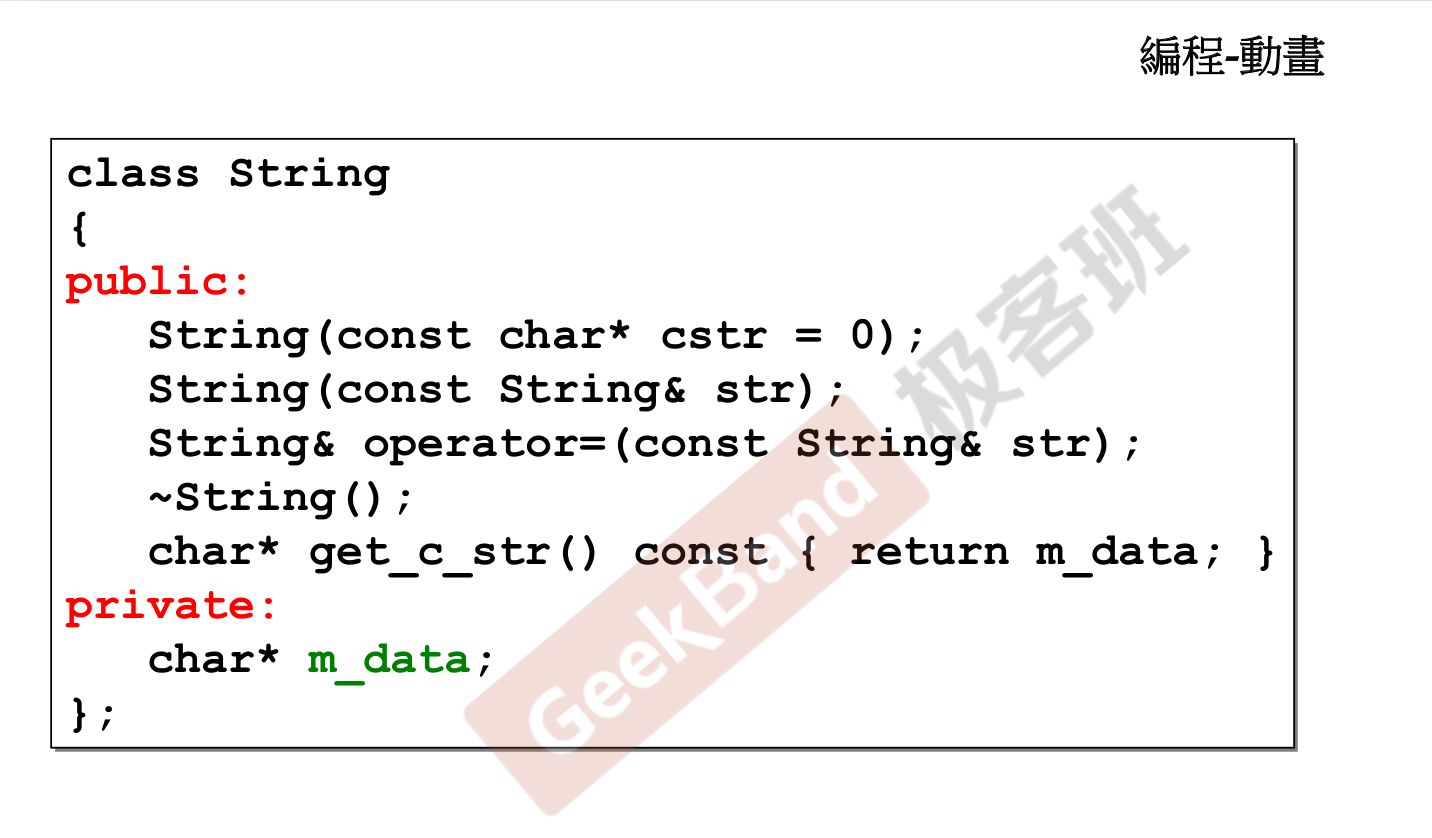 編程-動畫
class String
{
public:
   String(const char* cstr = 0);
   String(const String& str);
   String& operator=(const String& str);
   ~String();
   char* get_c_str() const { return m_data; }
private:
   char* m_data;
};
GeekBand 极客班